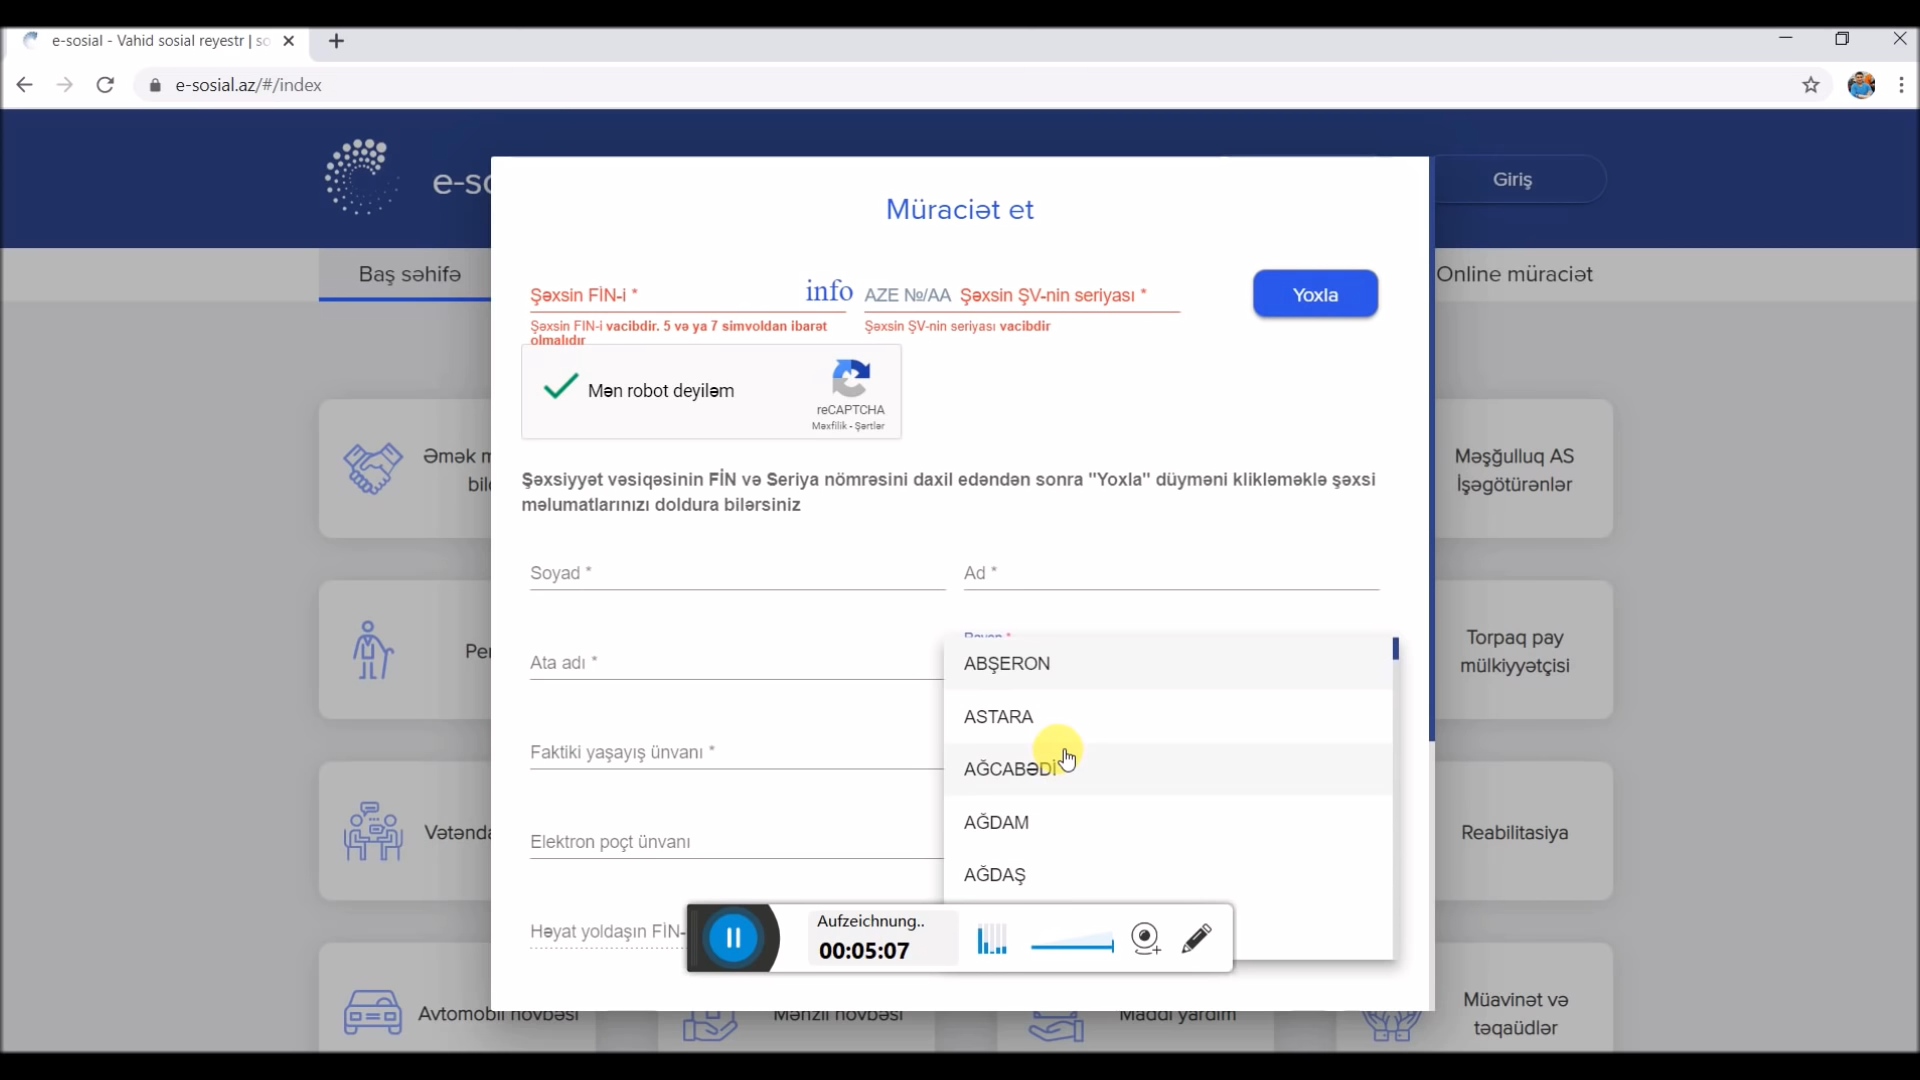 e-sosial - Vahid sosial reyestr | so
e-sosial.az/#/index
e-so
Giriş
Müraciət et
Baş səhifə
Online müraciət
Şəxsin FİN-i *
info
AZE №/AA Şəxsin ŞV-nin seriyası *
Yoxla
Şəxsin FIN-i vacibdir. 5 və ya 7 simvoldan ibarət
olmalıdır
Şəxsin ŞV-nin seriyası vacibdir
Mən robot deyiləm
reCAPTCHA
Məxfilik - Şərtlər
Əmək m
bilə
Məşğulluq AS
İşəgötürənlər
Şəxsiyyət vəsiqəsinin FİN və Seriya nömrəsini daxil edəndən sonra "Yoxla" düyməni klikləməklə şəxsi
məlumatlarınızı doldura bilərsiniz
Soyad *
Ad *
Rayon *
Ata adı *
ABŞERON
Pe
Torpaq pay
mülkiyyətçisi
ASTARA
Faktiki yaşayış ünvanı *
AĞCABƏDİ
AĞDAM
Elektron poçt ünvanı
Vətənda
Reabilitasiya
AĞDAŞ
Həyat yoldaşın FİN-
Aufzeichnung..
00:05:07
Avtomobil növbəsi
Mənzil növbəsi
Maddi yardım
Müavinət və
təqaüdlər